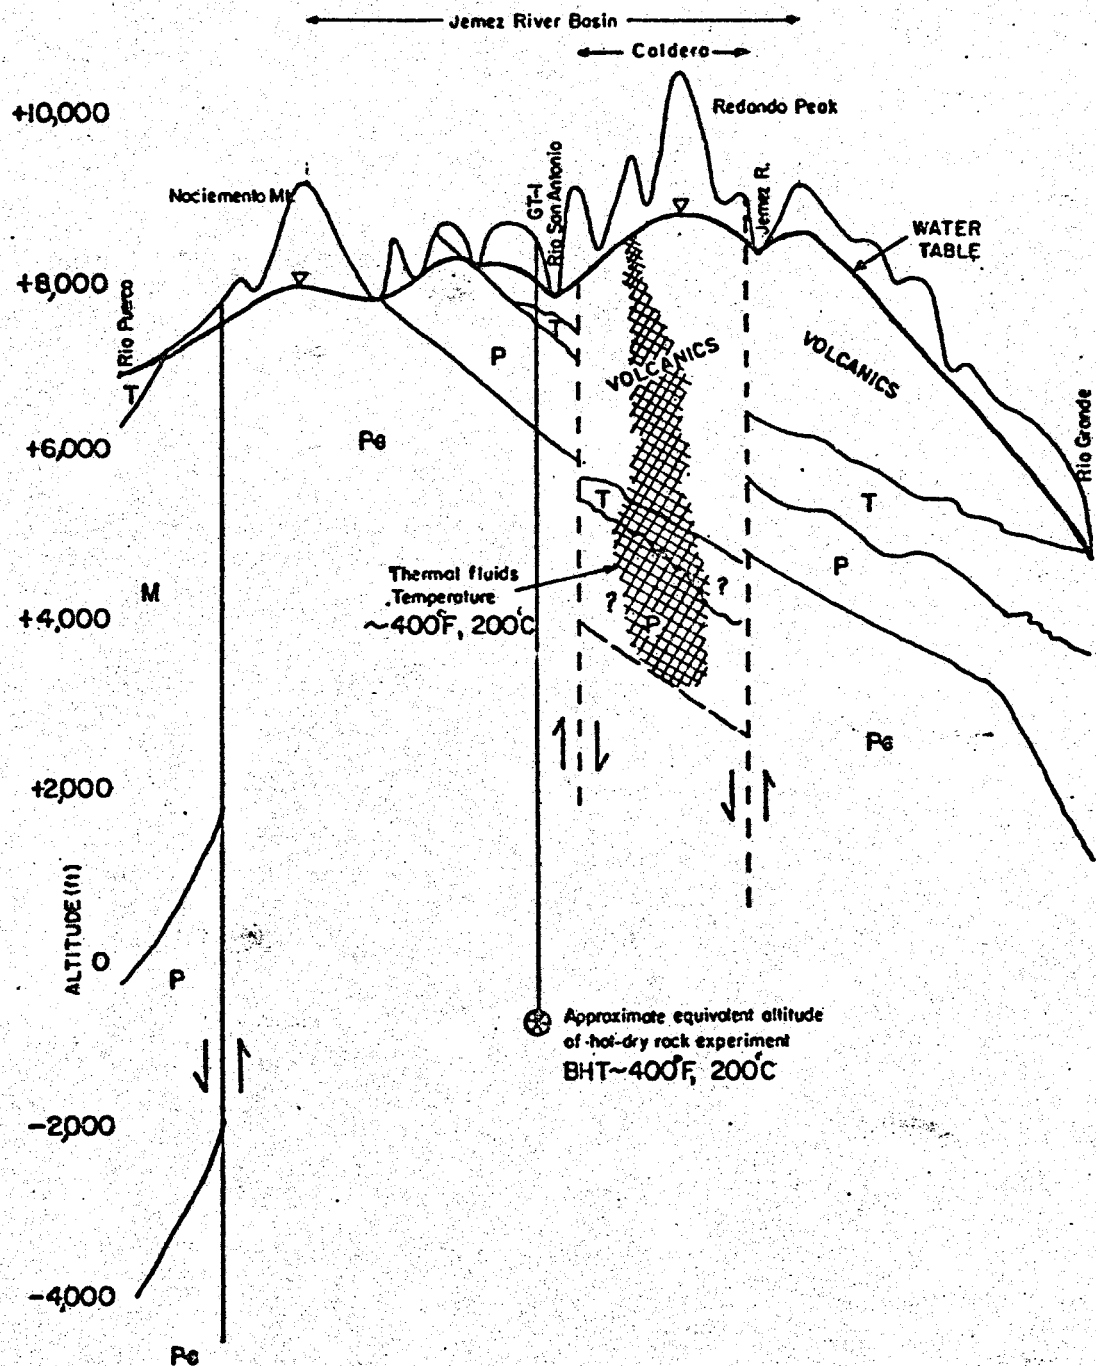 Jemez River Basin
Caldera
+10,000
Redondo Peak
Nociemento Mt.
GT-1
Rio San Antonio
Jemez R.
WATER
TABLE
+8,000
Rio Puerco
T
T
P
VOLCANICS
VOLCANICS
+6,000
Pe
Rio Grande
T
T
P
M
Thermal fluids
Temperature
~400°F, 200°C
?
?
P
+4,000
Pe
+2,000
ALTITUDE (ft)
0
P
Approximate equivalent altitude
of hot-dry rock experiment
BHT~400°F, 200°C
-2,000
-4,000
Pe